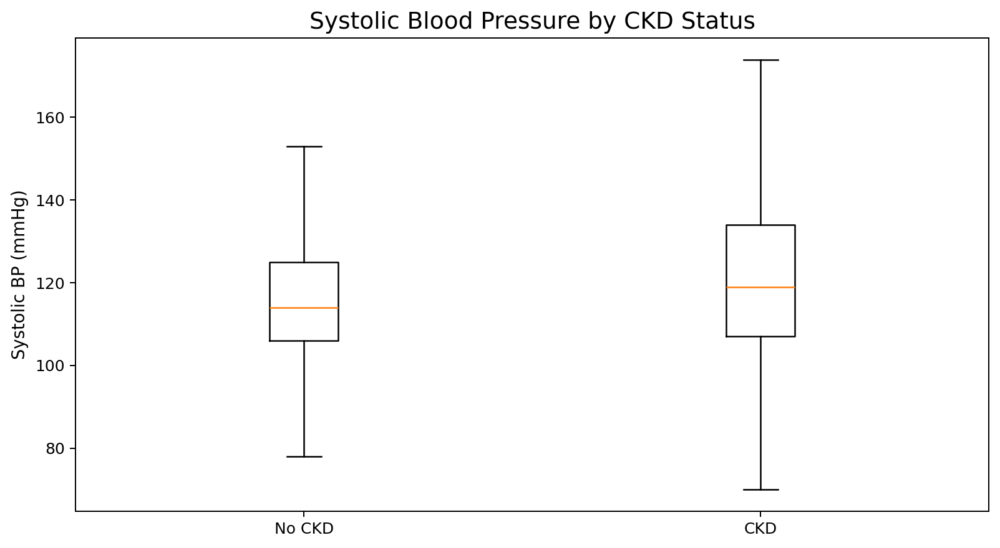 Systolic Blood Pressure by CKD Status
Systolic BP (mmHg)
160
140
120
100
80
No CKD
CKD